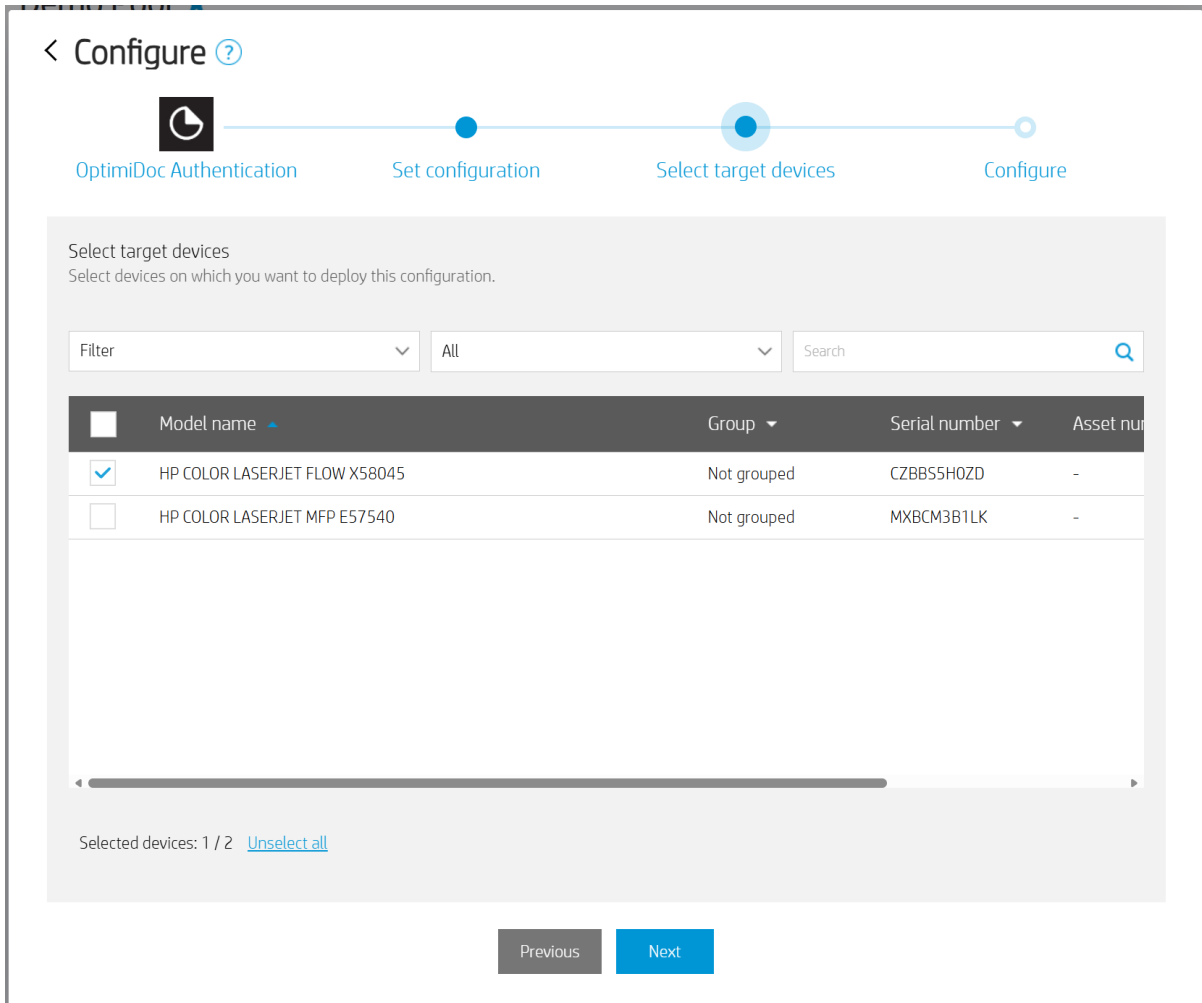 Configure ?
OptimiDoc Authentication Set configuration Select target devices Configure
Select target devices
Select devices on which you want to deploy this configuration.
Filter All Search
Model name Group Serial number Asset nur
HP COLOR LASERJET FLOW X58045 Not grouped CZBBS5H0ZD -
HP COLOR LASERJET MFP E57540 Not grouped MXBCM3B1LK -
Selected devices: 1 / 2 Unselect all
Previous Next